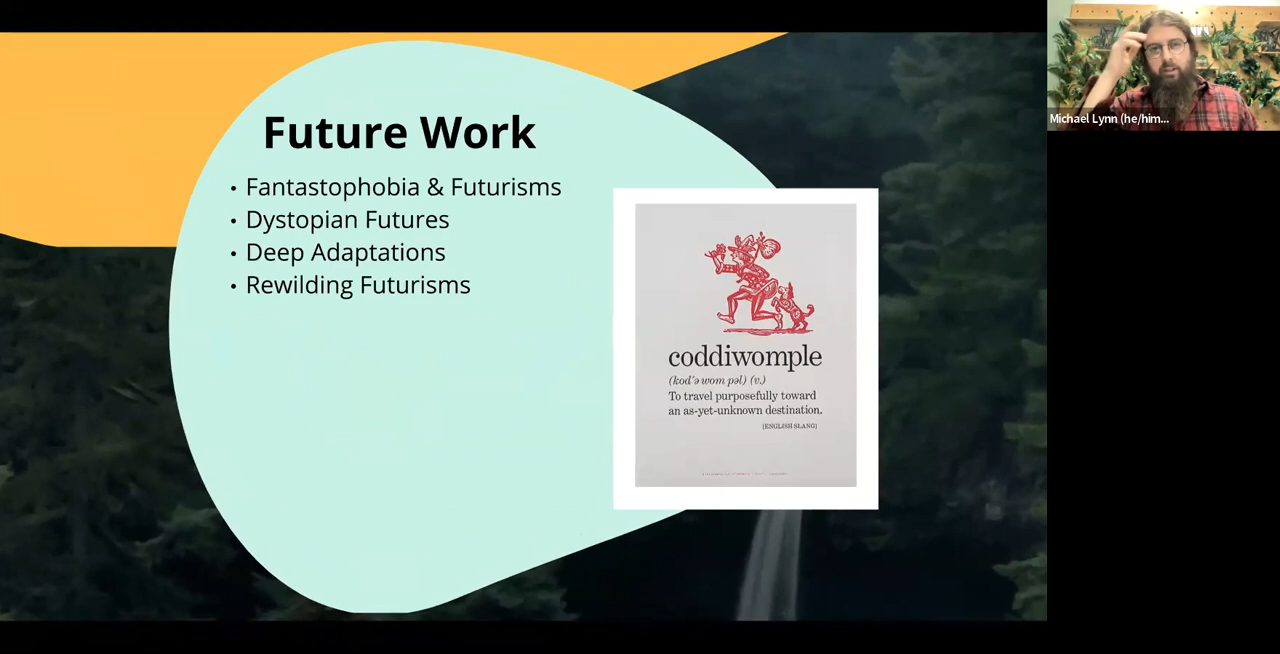 Future Work
• Fantastophobia & Futurisms
• Dystopian Futures
• Deep Adaptations
• Rewilding Futurisms
coddiwomple
(kod′ə wom pəl) (v.)
To travel purposefully toward
an as-yet-unknown destination.
[ENGLISH SLANG]
Michael Lynn (he/him...